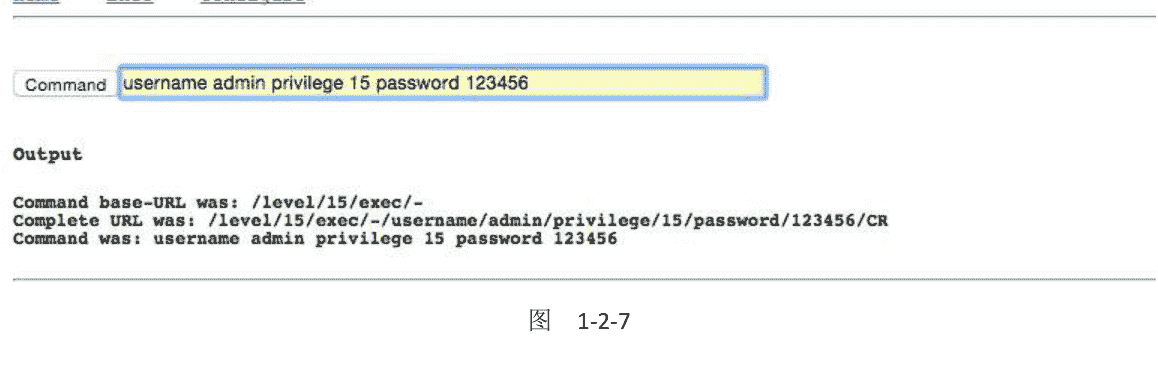 Command username admin privilege 15 password 123456
Output
Command base-URL was: /level/15/exec/-
Complete URL was: /level/15/exec/-/username/admin/privilege/15/password/123456/CR
Command was: username admin privilege 15 password 123456
图 1-2-7